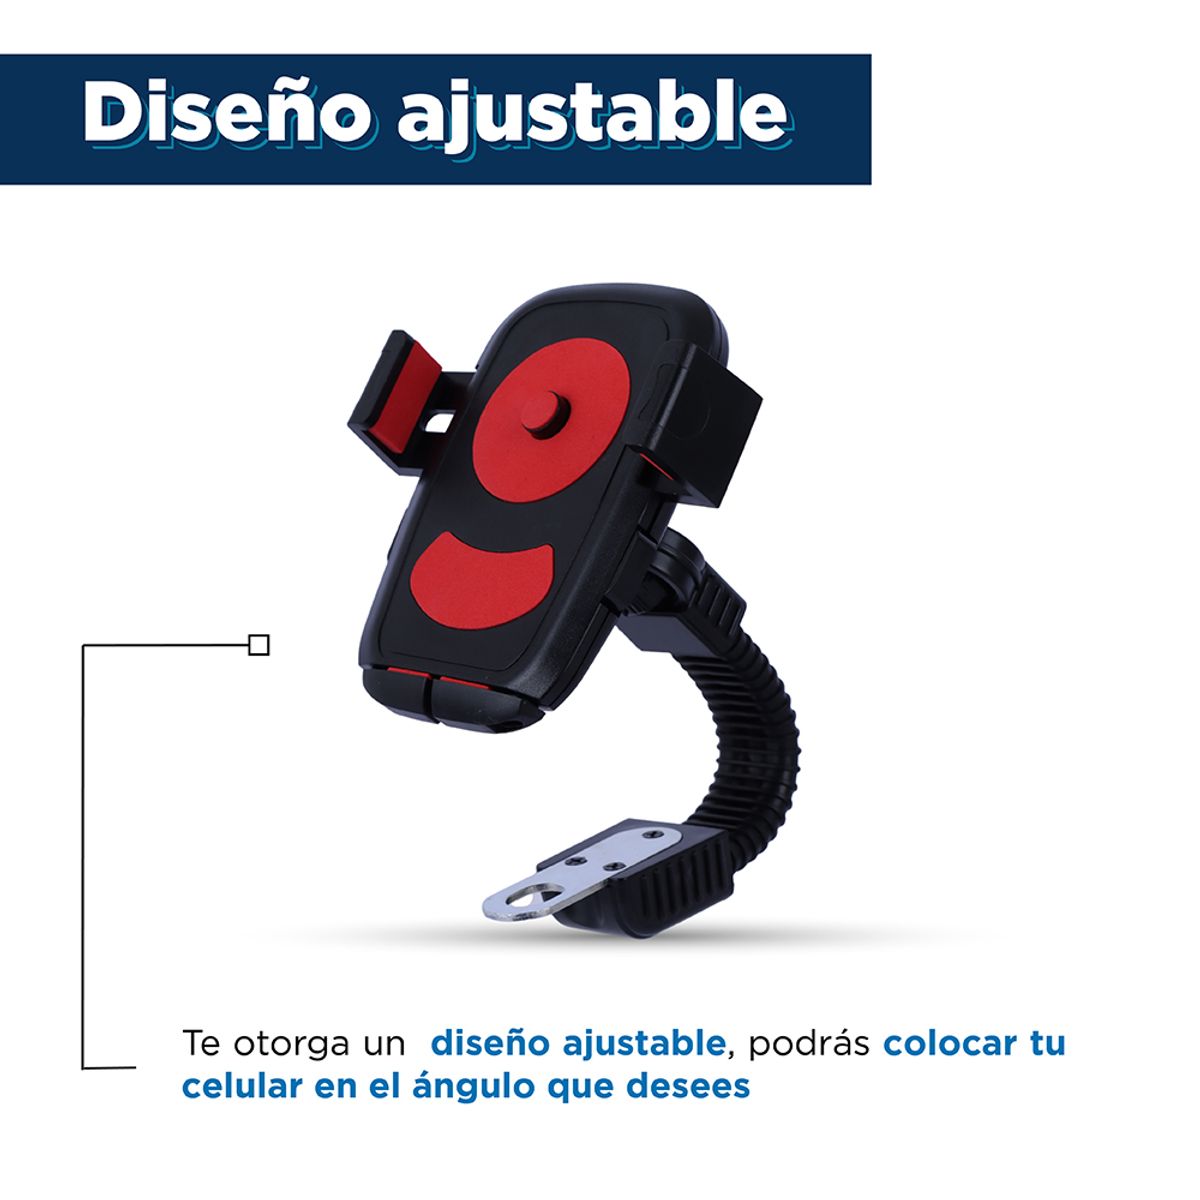 Diseño ajustable
Te otorga un diseño ajustable, podrás colocar tu
celular en el ángulo que desees